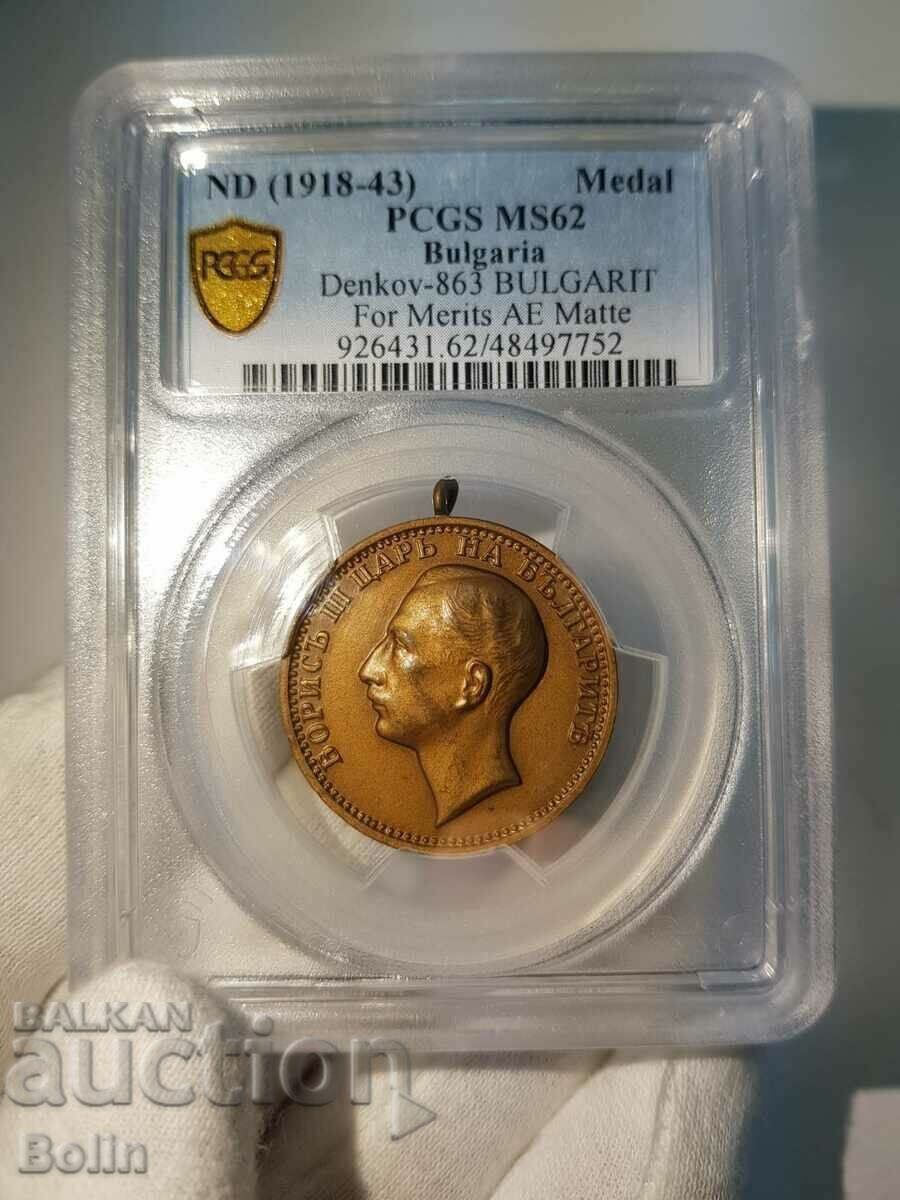 ND (1918-43) Medal
PCGS MS62
Bulgaria
PCGS
Denkov-863 BULGARIT
For Merits AE Matte
926431.62/48497752
БОРИСЪ III ЦАРЬ НА БЪЛГАРИТѢ
BALKAN
auction
Bolin